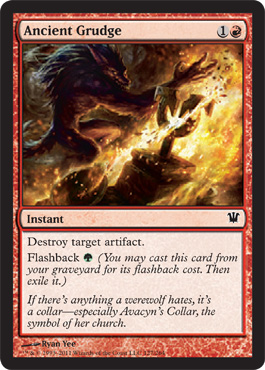 Ancient Grudge 1
Instant
Destroy target artifact.
Flashback (You may cast this card from
your graveyard for its flashback cost. Then
exile it.)
If there's anything a werewolf hates, it's
a collar—especially Avacyn's Collar, the
symbol of her church.
Ryan Yee